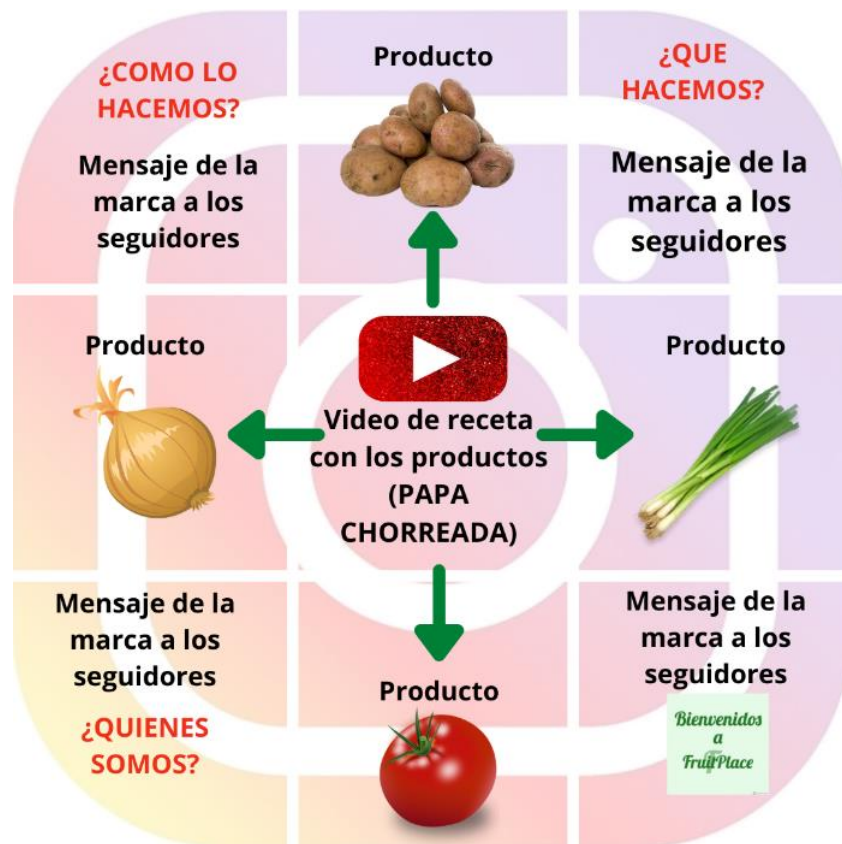 ¿COMO LO
HACEMOS?
Mensaje de la
marca a los
seguidores
Producto
¿QUE
HACEMOS?
Mensaje de la
marca a los
seguidores
Producto
Video de receta
con los productos
(PAPA
CHORREADA)
Producto
Mensaje de la
marca a los
seguidores
¿QUIENES
SOMOS?
Producto
Mensaje de la
marca a los
seguidores
Bienvenidos
a
FruitPlace